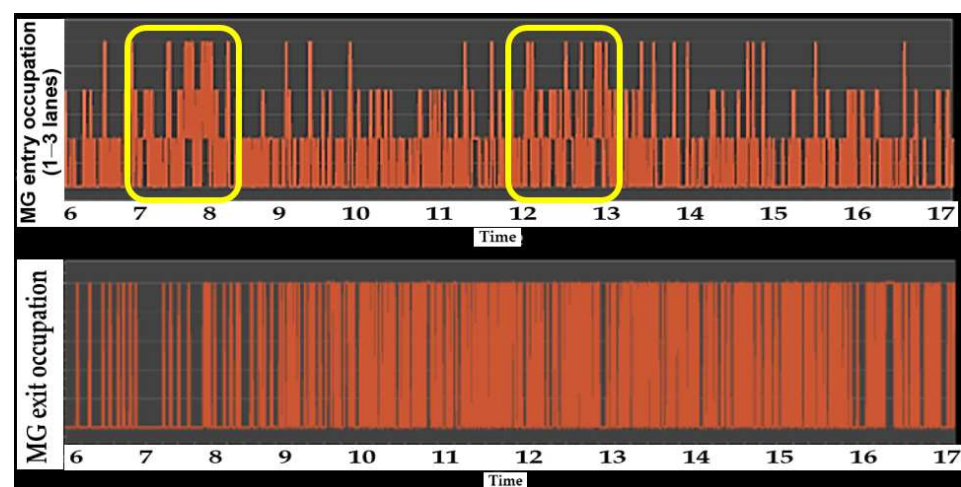 MG entry occupation
(1–3 lanes)
6 7 8 9 10 11 12 13 14 15 16 17
Time
MG exit occupation
6 7 8 9 10 11 12 13 14 15 16 17
Time